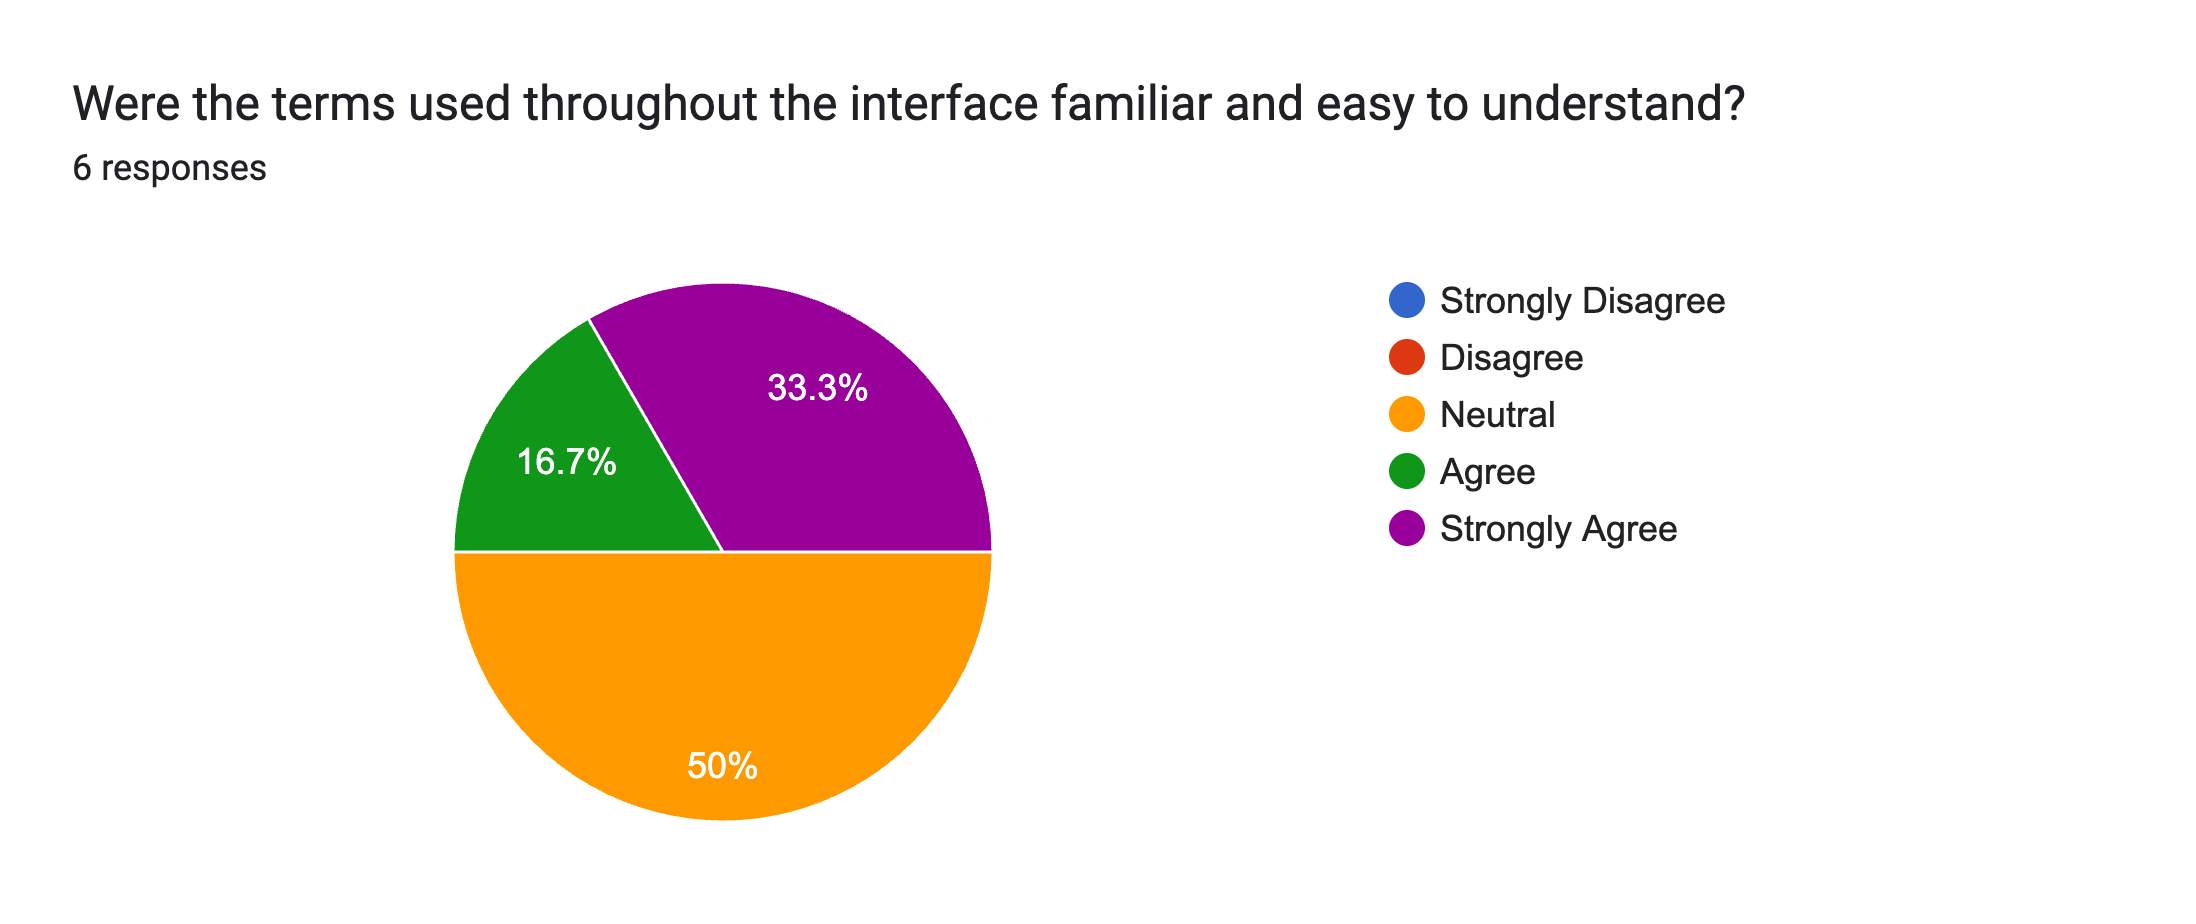 Were the terms used throughout the interface familiar and easy to understand?
6 responses
33.3%
16.7%
50%
Strongly Disagree
Disagree
Neutral
Agree
Strongly Agree